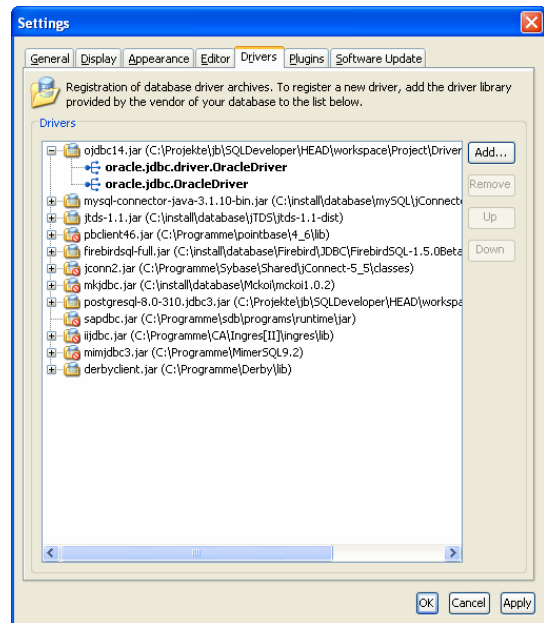 Settings
General Display Appearance Editor Drivers Plugins Software Update
Registration of database driver archives. To register a new driver, add the driver library
provided by the vendor of your database to the list below.
Drivers
ojdbc14.jar (C:\Projekte\jb\SQLDeveloper\HEAD\workspace\Project\Driver
Add...
oracle.jdbc.driver.OracleDriver
oracle.jdbc.OracleDriver
Remove
mysql-connector-java-3.1.10-bin.jar (C:\install\database\mySQL\jConnecto
jtds-1.1.jar (C:\install\database\jTDS\jtds-1.1-dist)
Up
pbclient46.jar (C:\Programme\pointbase\4_6\lib)
firebirdsql-full.jar (C:\install\database\Firebird\JDBC\FirebirdSQL-1.5.0Beta
Down
jconn2.jar (C:\Programme\Sybase\Shared\jConnect-5_5\classes)
mkjdbc.jar (C:\install\database\Mckoi\mckoi1.0.2)
postgresql-8.0-310.jdbc3.jar (C:\Projekte\jb\SQLDeveloper\HEAD\workspa
sapdbc.jar (C:\Programme\sdb\programs\runtime\jar)
iijdbc.jar (C:\Programme\CA\Ingres[II]\ingres\lib)
mimjdbc3.jar (C:\Programme\MimerSQL9.2)
derbyclient.jar (C:\Programme\Derby\lib)
OK Cancel Apply